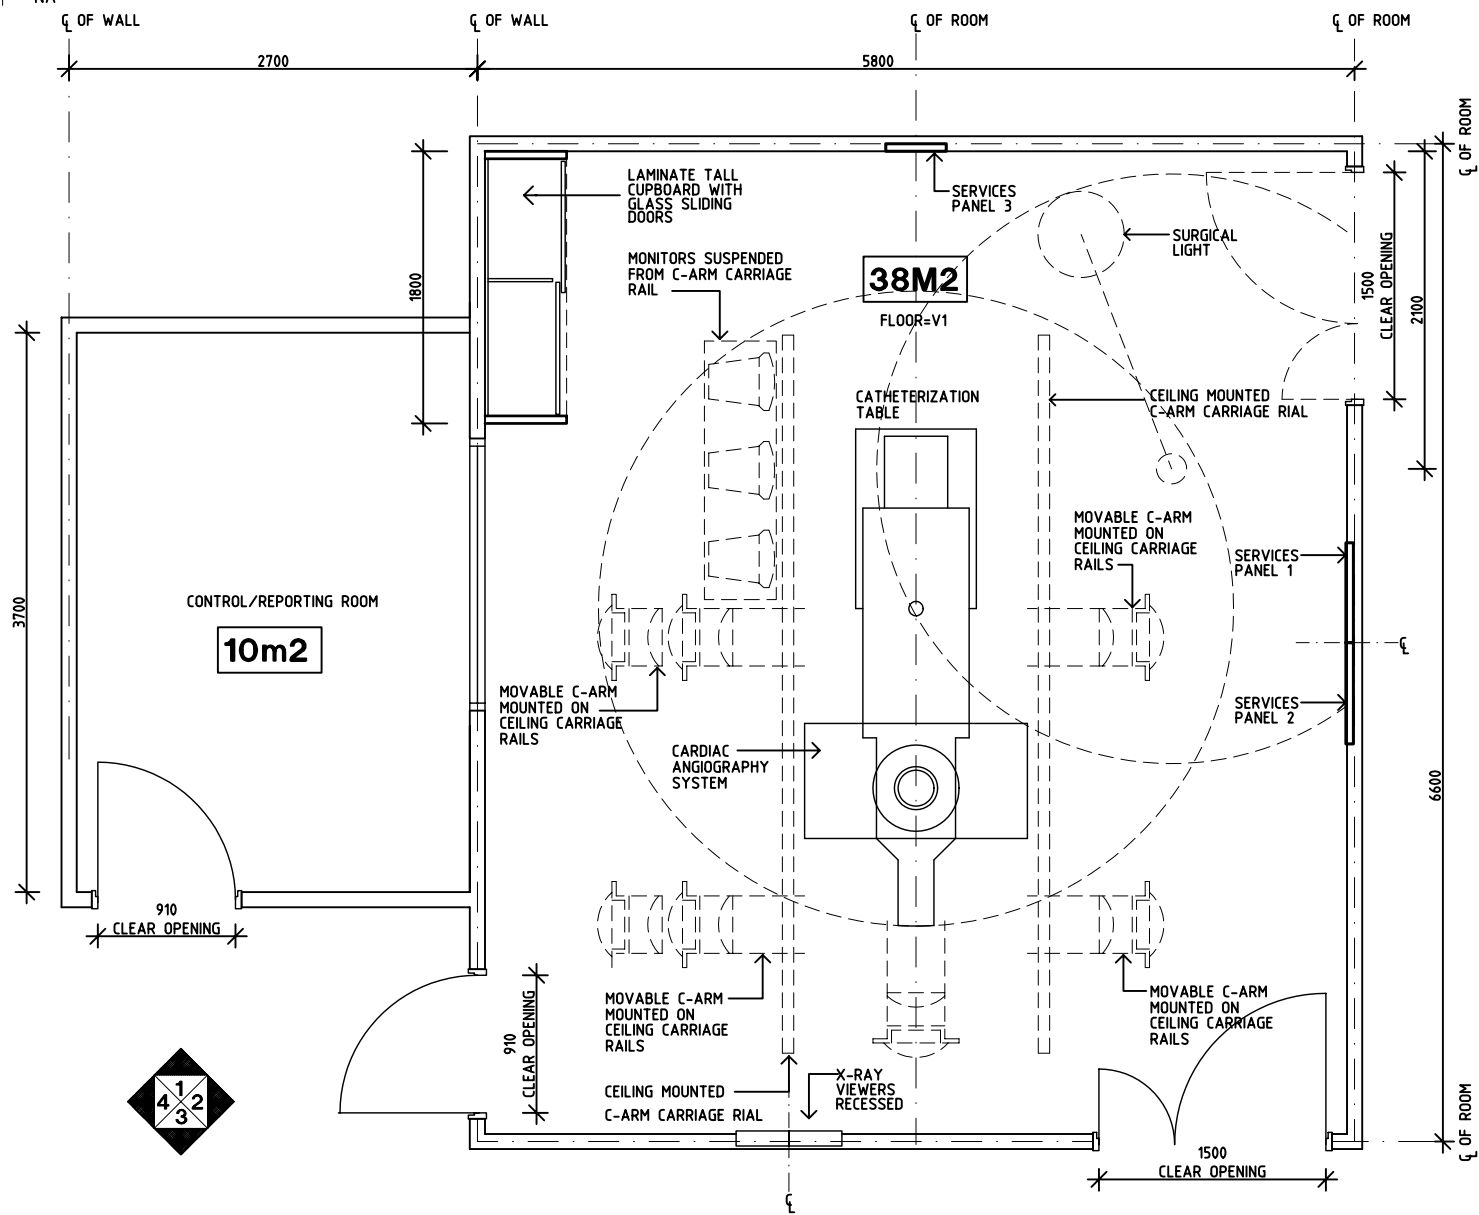 ℄ OF WALL
℄ OF WALL
℄ OF ROOM
℄ OF ROOM
2700
5800
℄ OF ROOM
LAMINATE TALL
CUPBOARD WITH
GLASS SLIDING
DOORS
SERVICES
PANEL 3
SURGICAL
LIGHT
MONITORS SUSPENDED
FROM C-ARM CARRIAGE
RAIL
38M2
FLOOR=V1
1800
1500
CLEAR OPENING
2100
CATHETERIZATION
TABLE
CEILING MOUNTED
C-ARM CARRIAGE RIAL
MOVABLE C-ARM
MOUNTED ON
CEILING CARRIAGE
RAILS
SERVICES
PANEL 1
3700
CONTROL/REPORTING ROOM
10m2
℄
MOVABLE C-ARM
MOUNTED ON
CEILING CARRIAGE
RAILS
SERVICES
PANEL 2
CARDIAC
ANGIOGRAPHY
SYSTEM
6600
910
CLEAR OPENING
910
CLEAR OPENING
MOVABLE C-ARM
MOUNTED ON
CEILING CARRIAGE
RAILS
MOVABLE C-ARM
MOUNTED ON
CEILING CARRIAGE
RAILS
CEILING MOUNTED
C-ARM CARRIAGE RIAL
X-RAY
VIEWERS
RECESSED
1
4 2
3
℄ OF ROOM
1500
CLEAR OPENING
℄